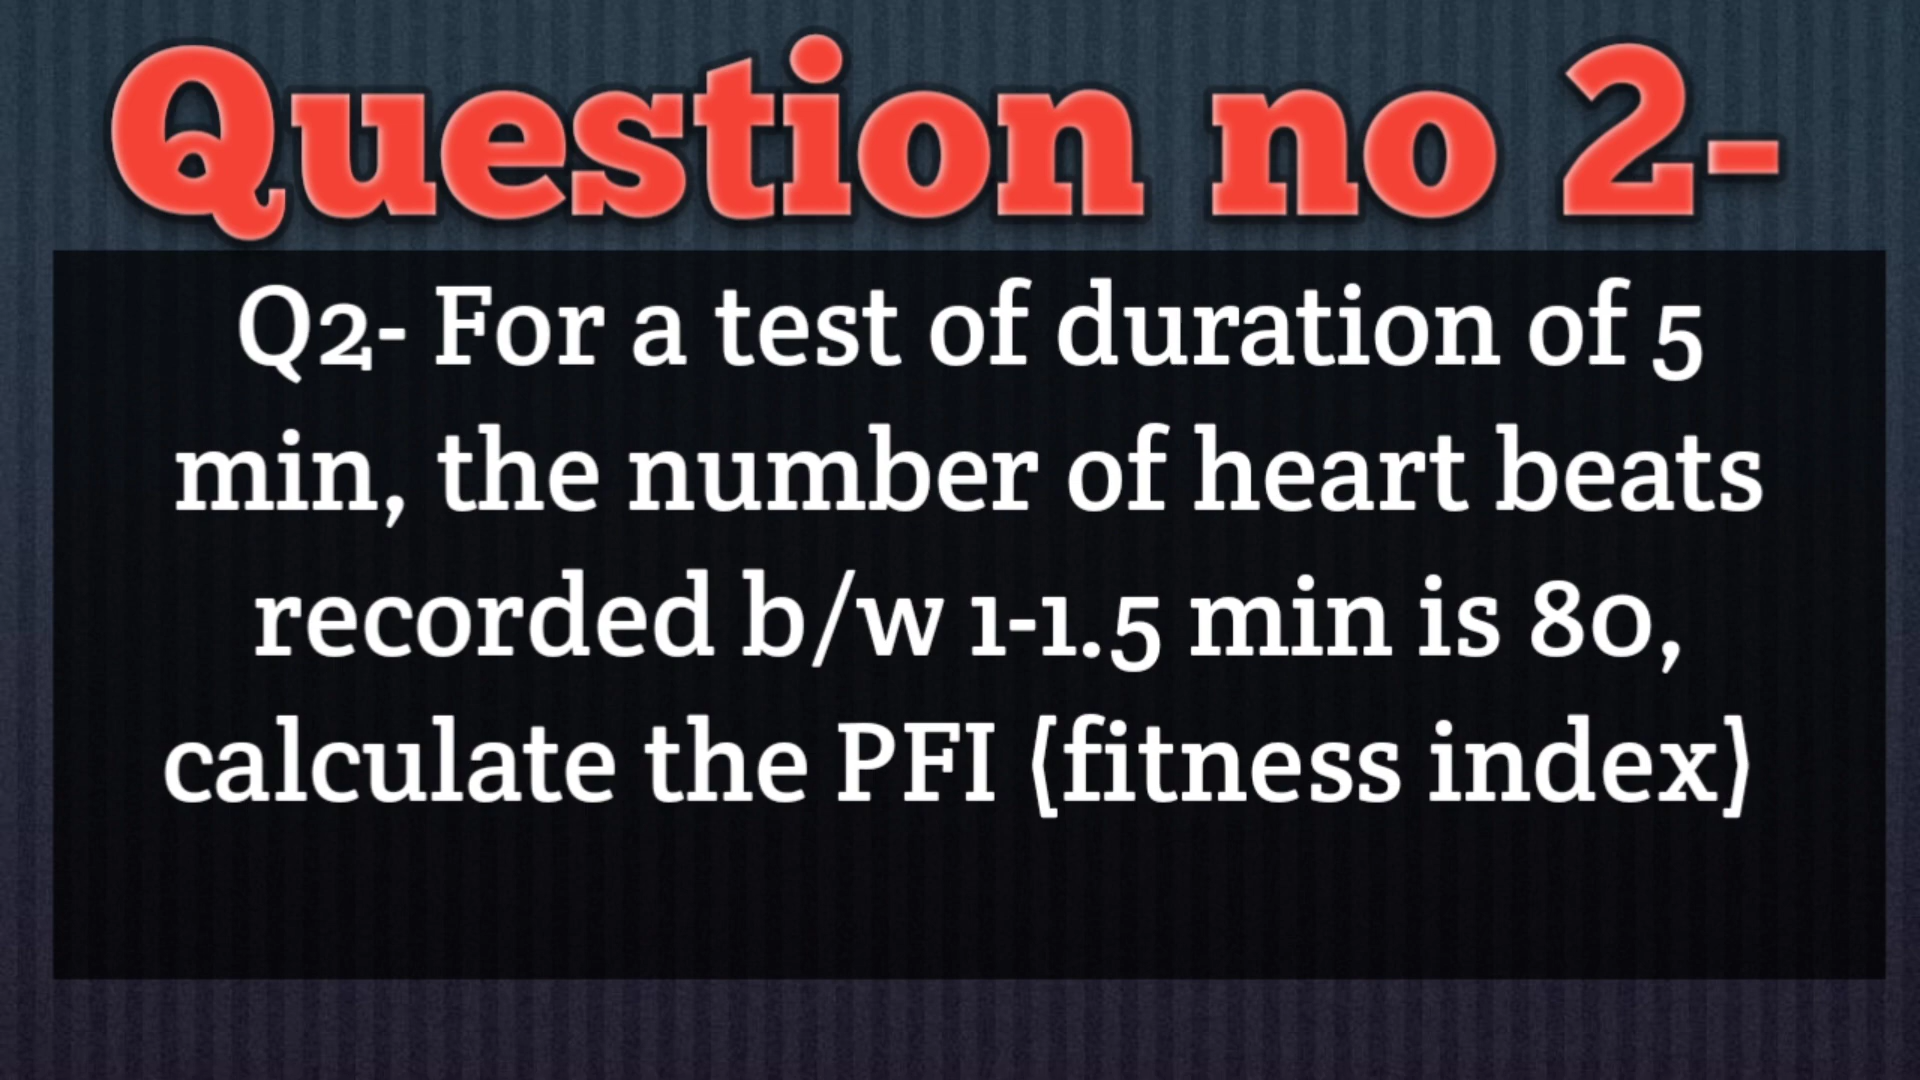 Question no 2-
Q2- For a test of duration of 5
min, the number of heart beats
recorded b/w 1-1.5 min is 80,
calculate the PFI (fitness index)